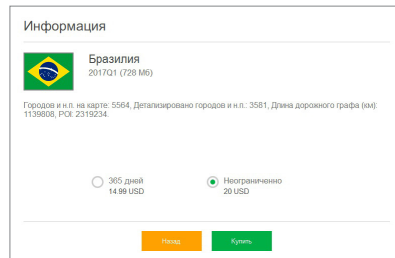 Информация
Бразилия
2017Q1 (728 Мб)
Городов и н.п. на карте: 5564, Детализировано городов и н.п.: 3581, Длина дорожного графа (км):
1139808, POI: 2319234.
365 дней
14.99 USD
Неограниченно
20 USD
Назад
Купить